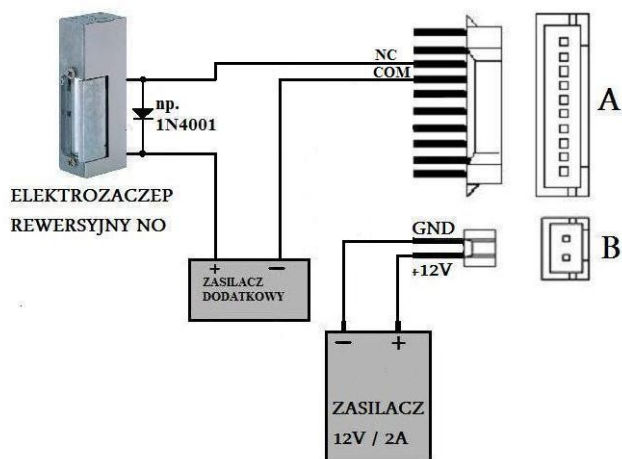 NC
COM
np.
1N4001
A
ELEKTROZACZEP
REWERSYJNY NO
GND
+12V
B
+ −
ZASILACZ
DODATKOWY
− +
ZASILACZ
12V / 2A